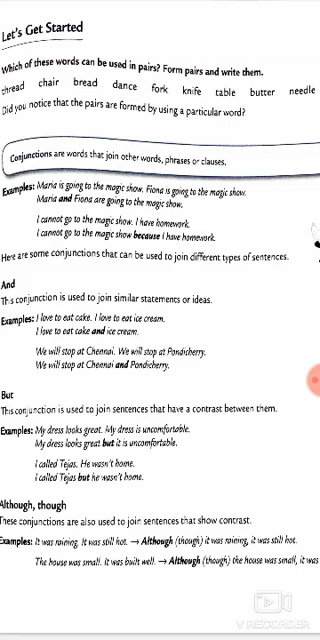 Let's Get Started
Which of these words can be used in pairs? Form pairs and write them.
thread chair bread dance fork knife table butter needle
Did you notice that the pairs are formed by using a particular word?
Conjunctions are words that join other words, phrases or clauses.
Examples: Maria is going to the magic show. Fiona is going to the magic show.
Maria and Fiona are going to the magic show.
I cannot go to the magic show. I have homework.
I cannot go to the magic show because I have homework.
Here are some conjunctions that can be used to join different types of sentences.
And
This conjunction is used to join similar statements or ideas.
Examples: I love to eat cake. I love to eat ice cream.
I love to eat cake and ice cream.
We will stop at Chennai. We will stop at Pondicherry.
We will stop at Chennai and Pondicherry.
But
This conjunction is used to join sentences that have a contrast between them.
Examples: My dress looks great. My dress is uncomfortable.
My dress looks great but it is uncomfortable.
I called Tejas. He wasn't home.
I called Tejas but he wasn't home.
Although, though
These conjunctions are also used to join sentences that show contrast.
Examples: It was raining. It was still hot. → Although (though) it was raining, it was still hot.
The house was small. It was built well. → Although (though) the house was small, it was
V RECORDER